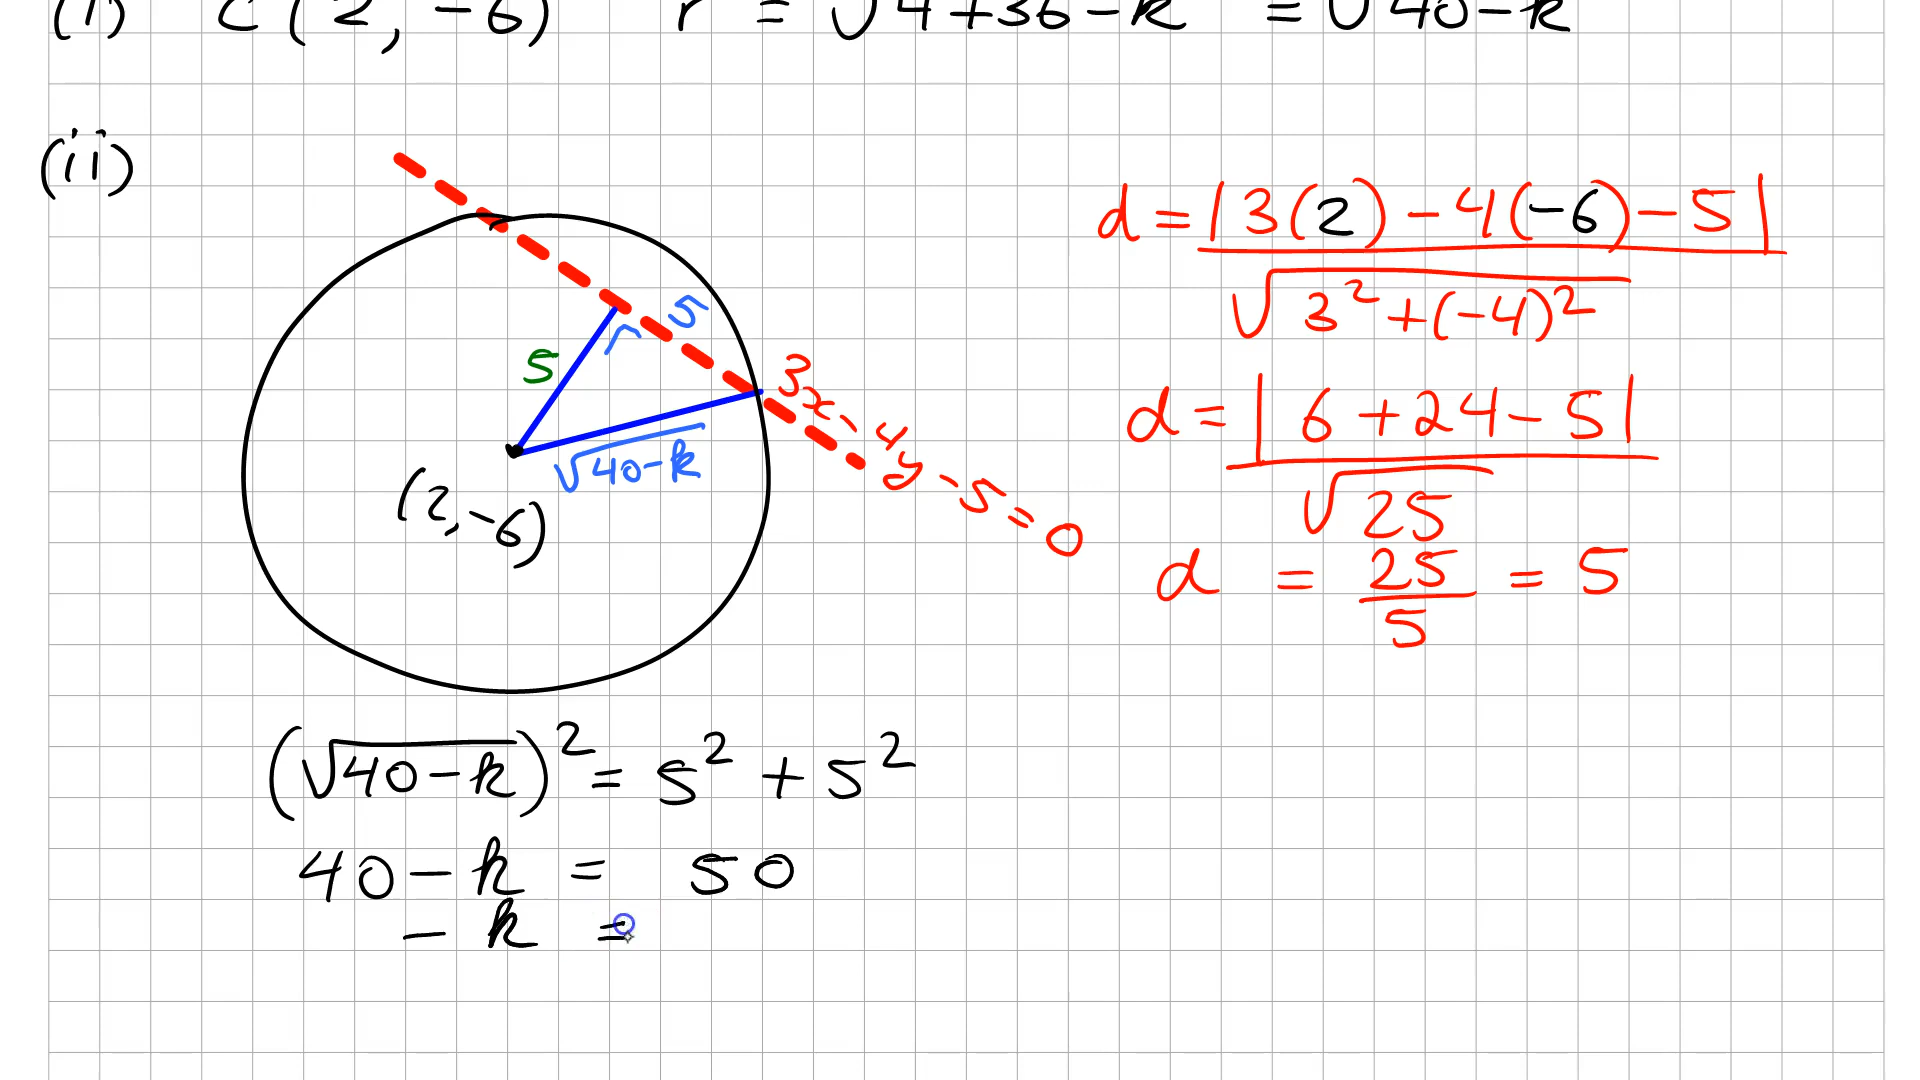 (i) C(2, -6) r = √4+36-k = √40-k
(ii)
5
5
√40-k
(2, -6)
3x - 4y - 5 = 0
d = |3(2) - 4(-6) - 5|
√3² + (-4)²
d = |6 + 24 - 5|
√25
d = 25/5 = 5
(√40-k)² = 5² + 5²
40 - k = 50
- k =